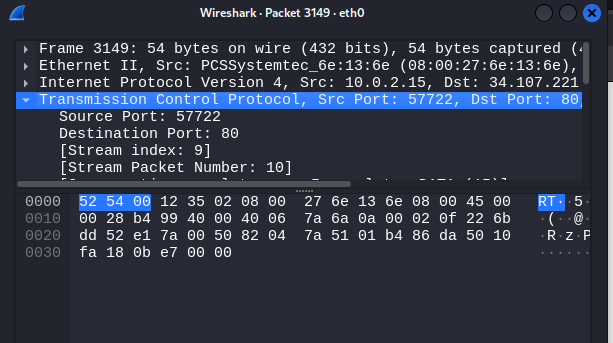 Wireshark · Packet 3149 · eth0
Frame 3149: 54 bytes on wire (432 bits), 54 bytes captured (4
Ethernet II, Src: PCSSystemtec_6e:13:6e (08:00:27:6e:13:6e),
Internet Protocol Version 4, Src: 10.0.2.15, Dst: 34.107.221
Transmission Control Protocol, Src Port: 57722, Dst Port: 80,
Source Port: 57722
Destination Port: 80
[Stream index: 9]
[Stream Packet Number: 10]
0000 52 54 00 12 35 02 08 00 27 6e 13 6e 08 00 45 00 RT··5·
0010 00 28 b4 99 40 00 40 06 7a 6a 0a 00 02 0f 22 6b ·(··@·
0020 dd 52 e1 7a 00 50 82 04 7a 51 01 b4 86 da 50 10 ·R·z·P
0030 fa 18 0b e7 00 00 ······